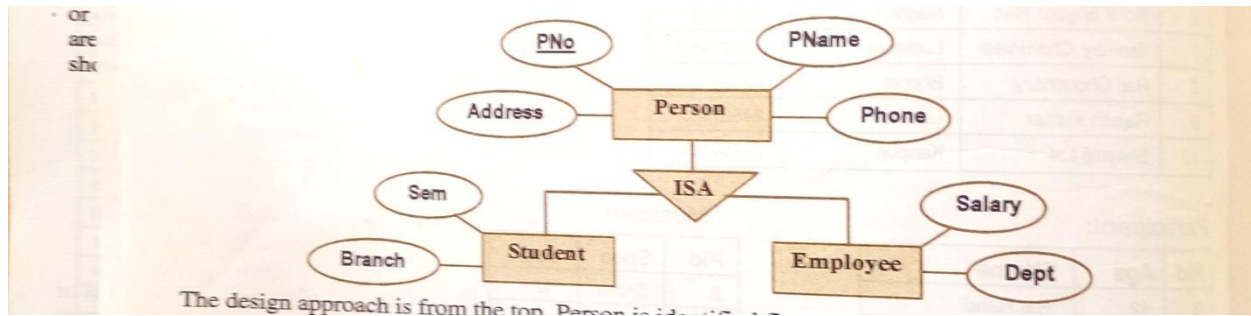 or
are
PNo
PName
Address
Person
Phone
ISA
Sem
Salary
Branch
Student
Employee
Dept
The design approach is from the top. Person is identified